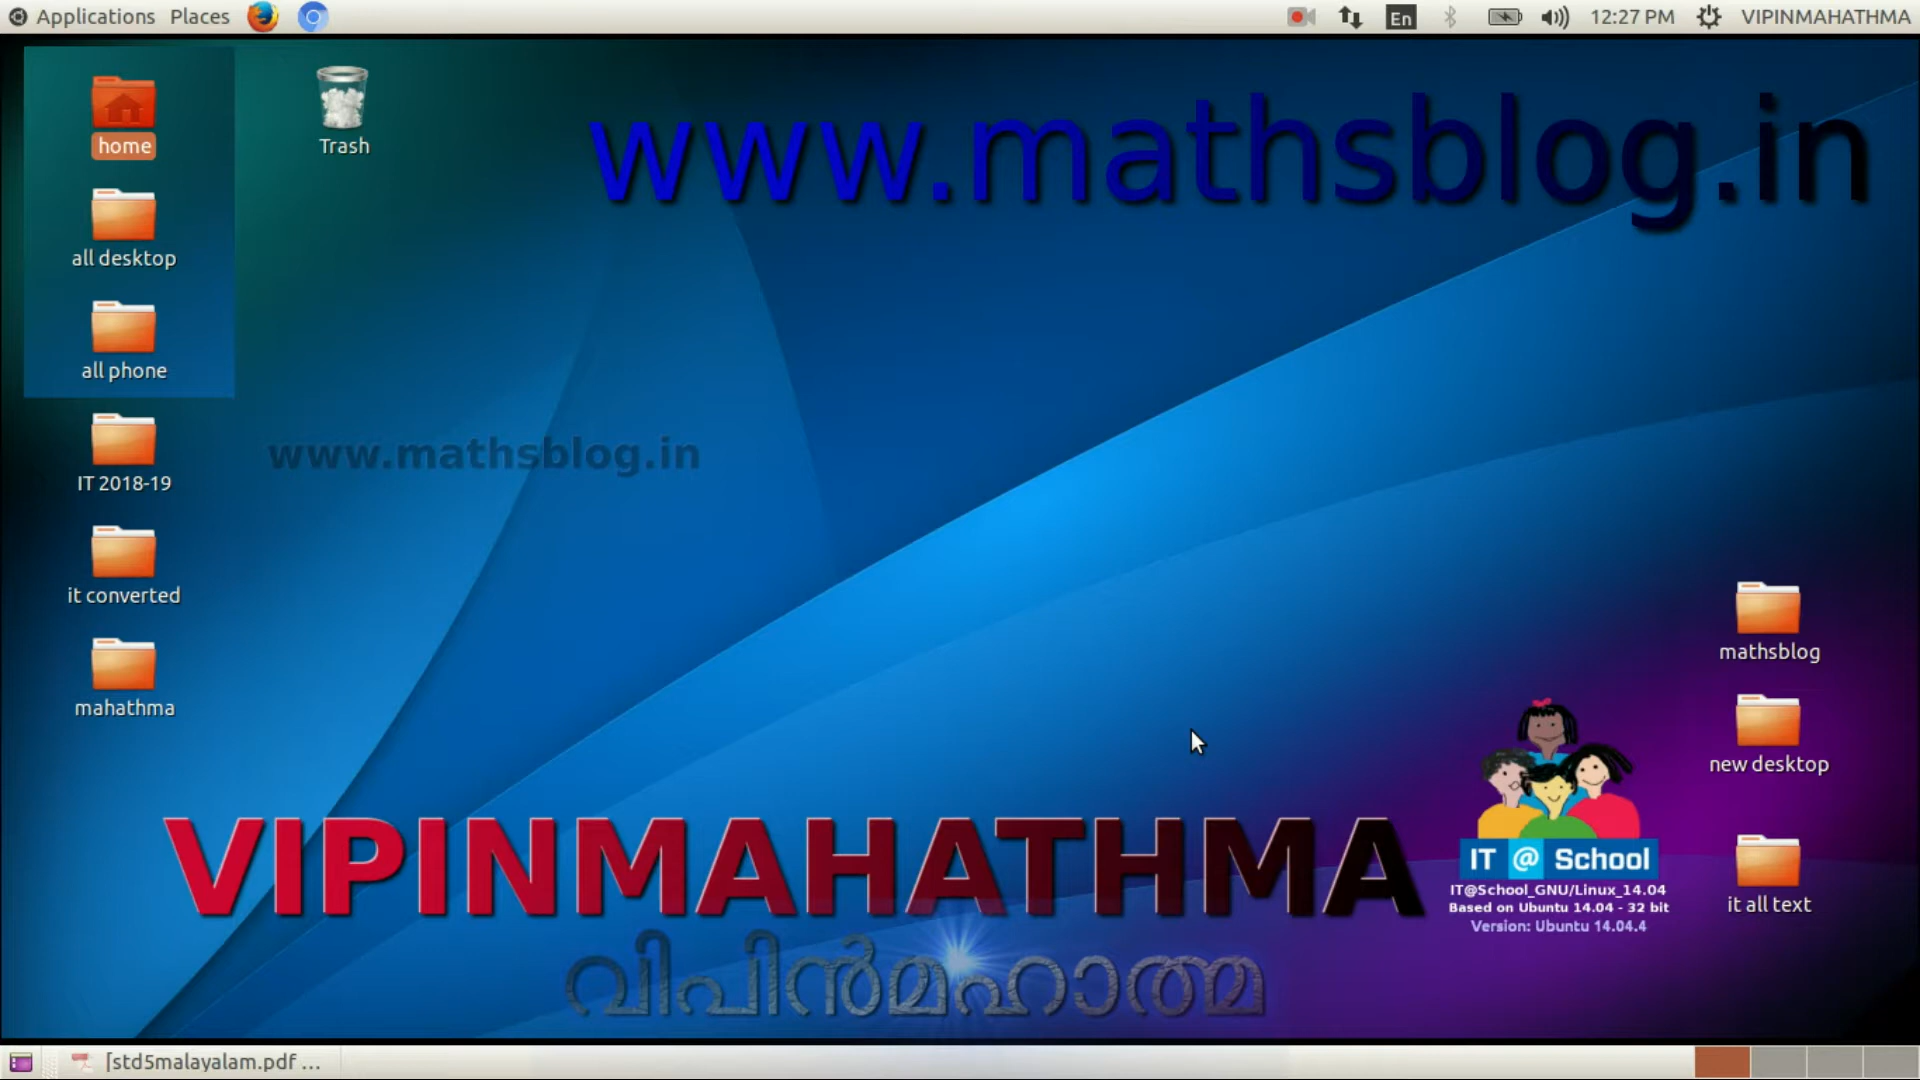 Applications Places En 12:27 PM VIPINMAHATHMA
home
Trash
www.mathsblog.in
all desktop
all phone
www.mathsblog.in
IT 2018-19
it converted
mathsblog
mahathma
new desktop
VIPINMAHATHMA
IT @ School
IT@School_GNU/Linux_14.04
Based on Ubuntu 14.04 - 32 bit
Version: Ubuntu 14.04.4
it all text
വിപിൻമഹാത്മ
[std5malayalam.pdf ...